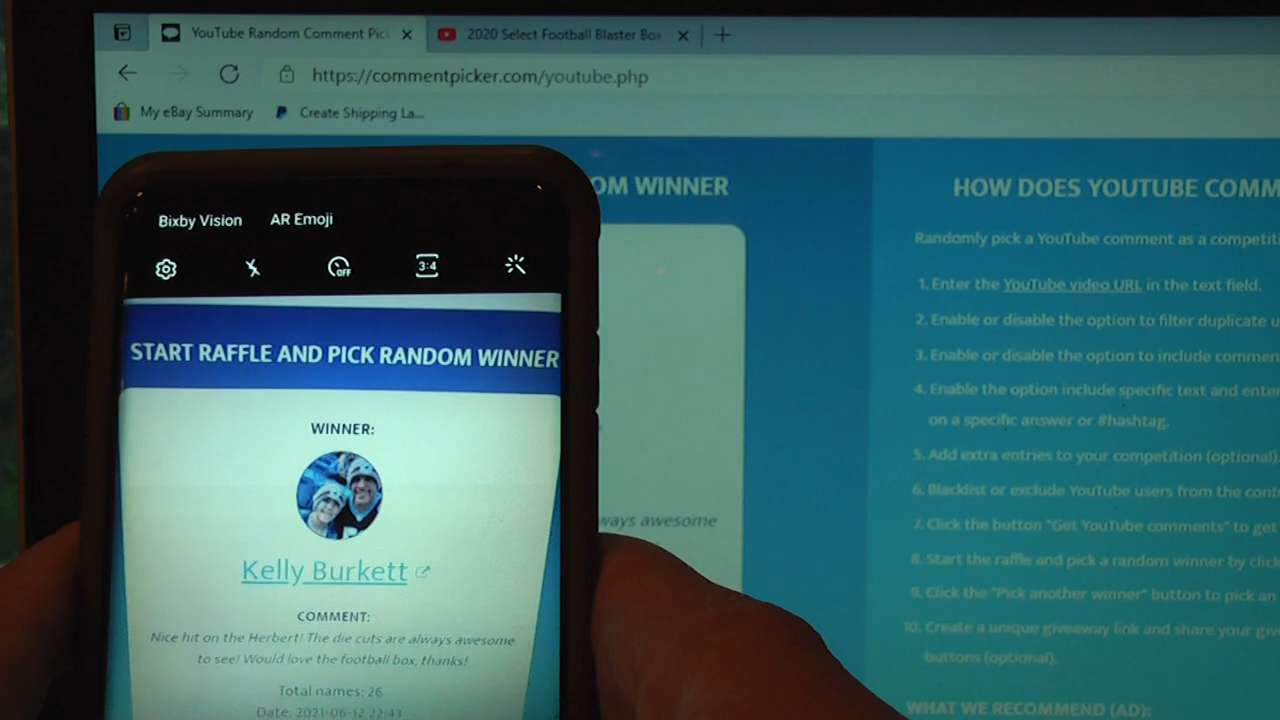 YouTube Random Comment Pic
2020 Select Football Blaster Box
https://commentpicker.com/youtube.php
My eBay Summary
Create Shipping La...
Bixby Vision
AR Emoji
OFF
3:4
START RAFFLE AND PICK RANDOM WINNER
WINNER:
Kelly Burkett
COMMENT:
Nice hit on the Herbert! The die cuts are always awesome
to see! Would love the football box, thanks!
Total names: 26
Date: 2021-06-12 22:43
OM WINNER
ways awesome
HOW DOES YOUTUBE COMM
Randomly pick a YouTube comment as a competiti
1. Enter the YouTube video URL in the text field.
2. Enable or disable the option to filter duplicate u
3. Enable or disable the option to include commen
4. Enable the option include specific text and ente
on a specific answer or #hashtag.
5. Add extra entries to your competition (optional).
6. Blacklist or exclude YouTube users from the cont
7. Click the button "Get YouTube comments" to get
8. Start the raffle and pick a random winner by click
9. Click the "Pick another winner" button to pick an
10. Create a unique giveaway link and share your giv
buttons (optional).
WHAT WE RECOMMEND (AD):